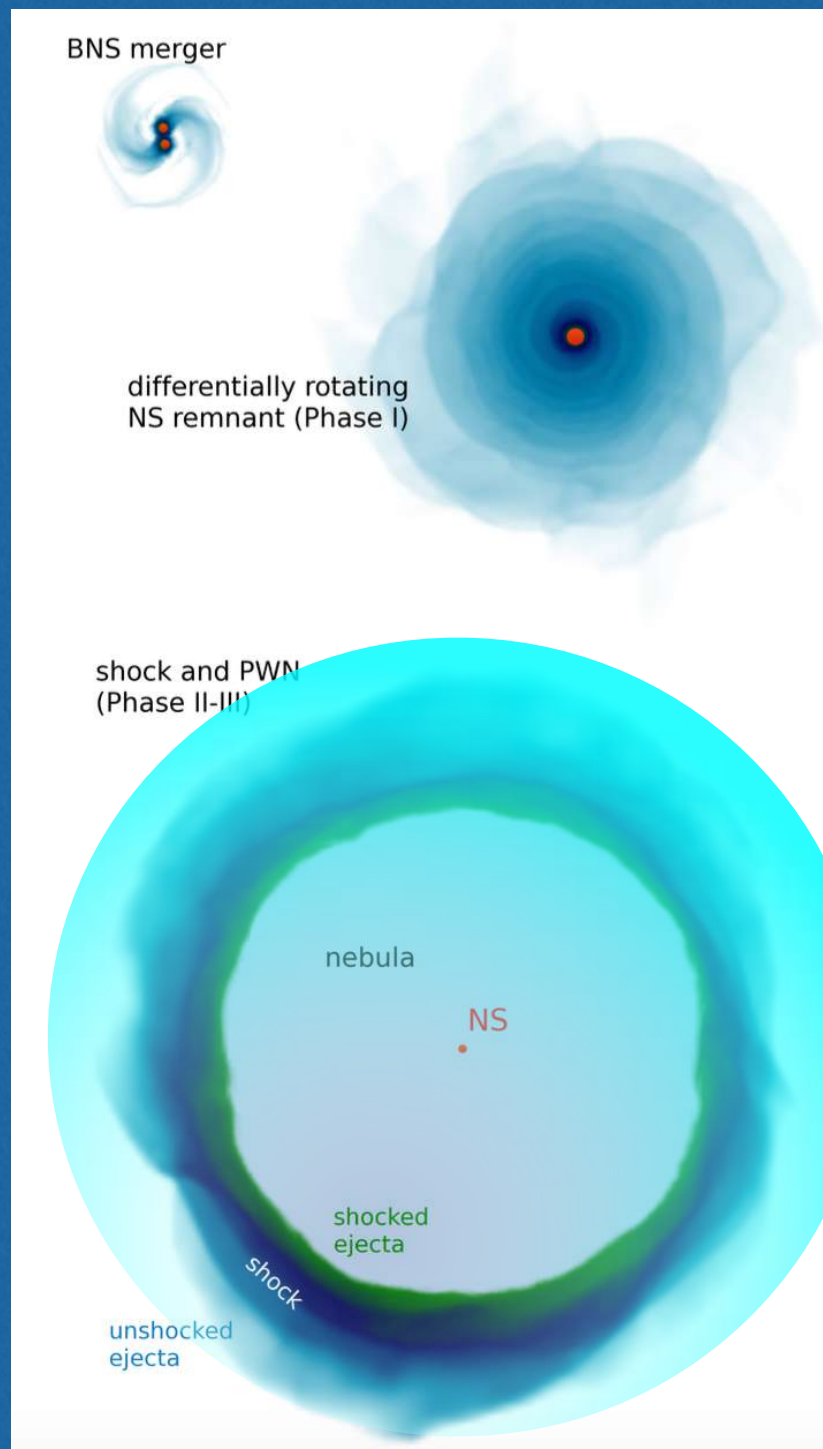 BNS merger
differentially rotating
NS remnant (Phase I)
shock and PWN
(Phase II-III)
nebula
NS
shocked
ejecta
shock
unshocked
ejecta